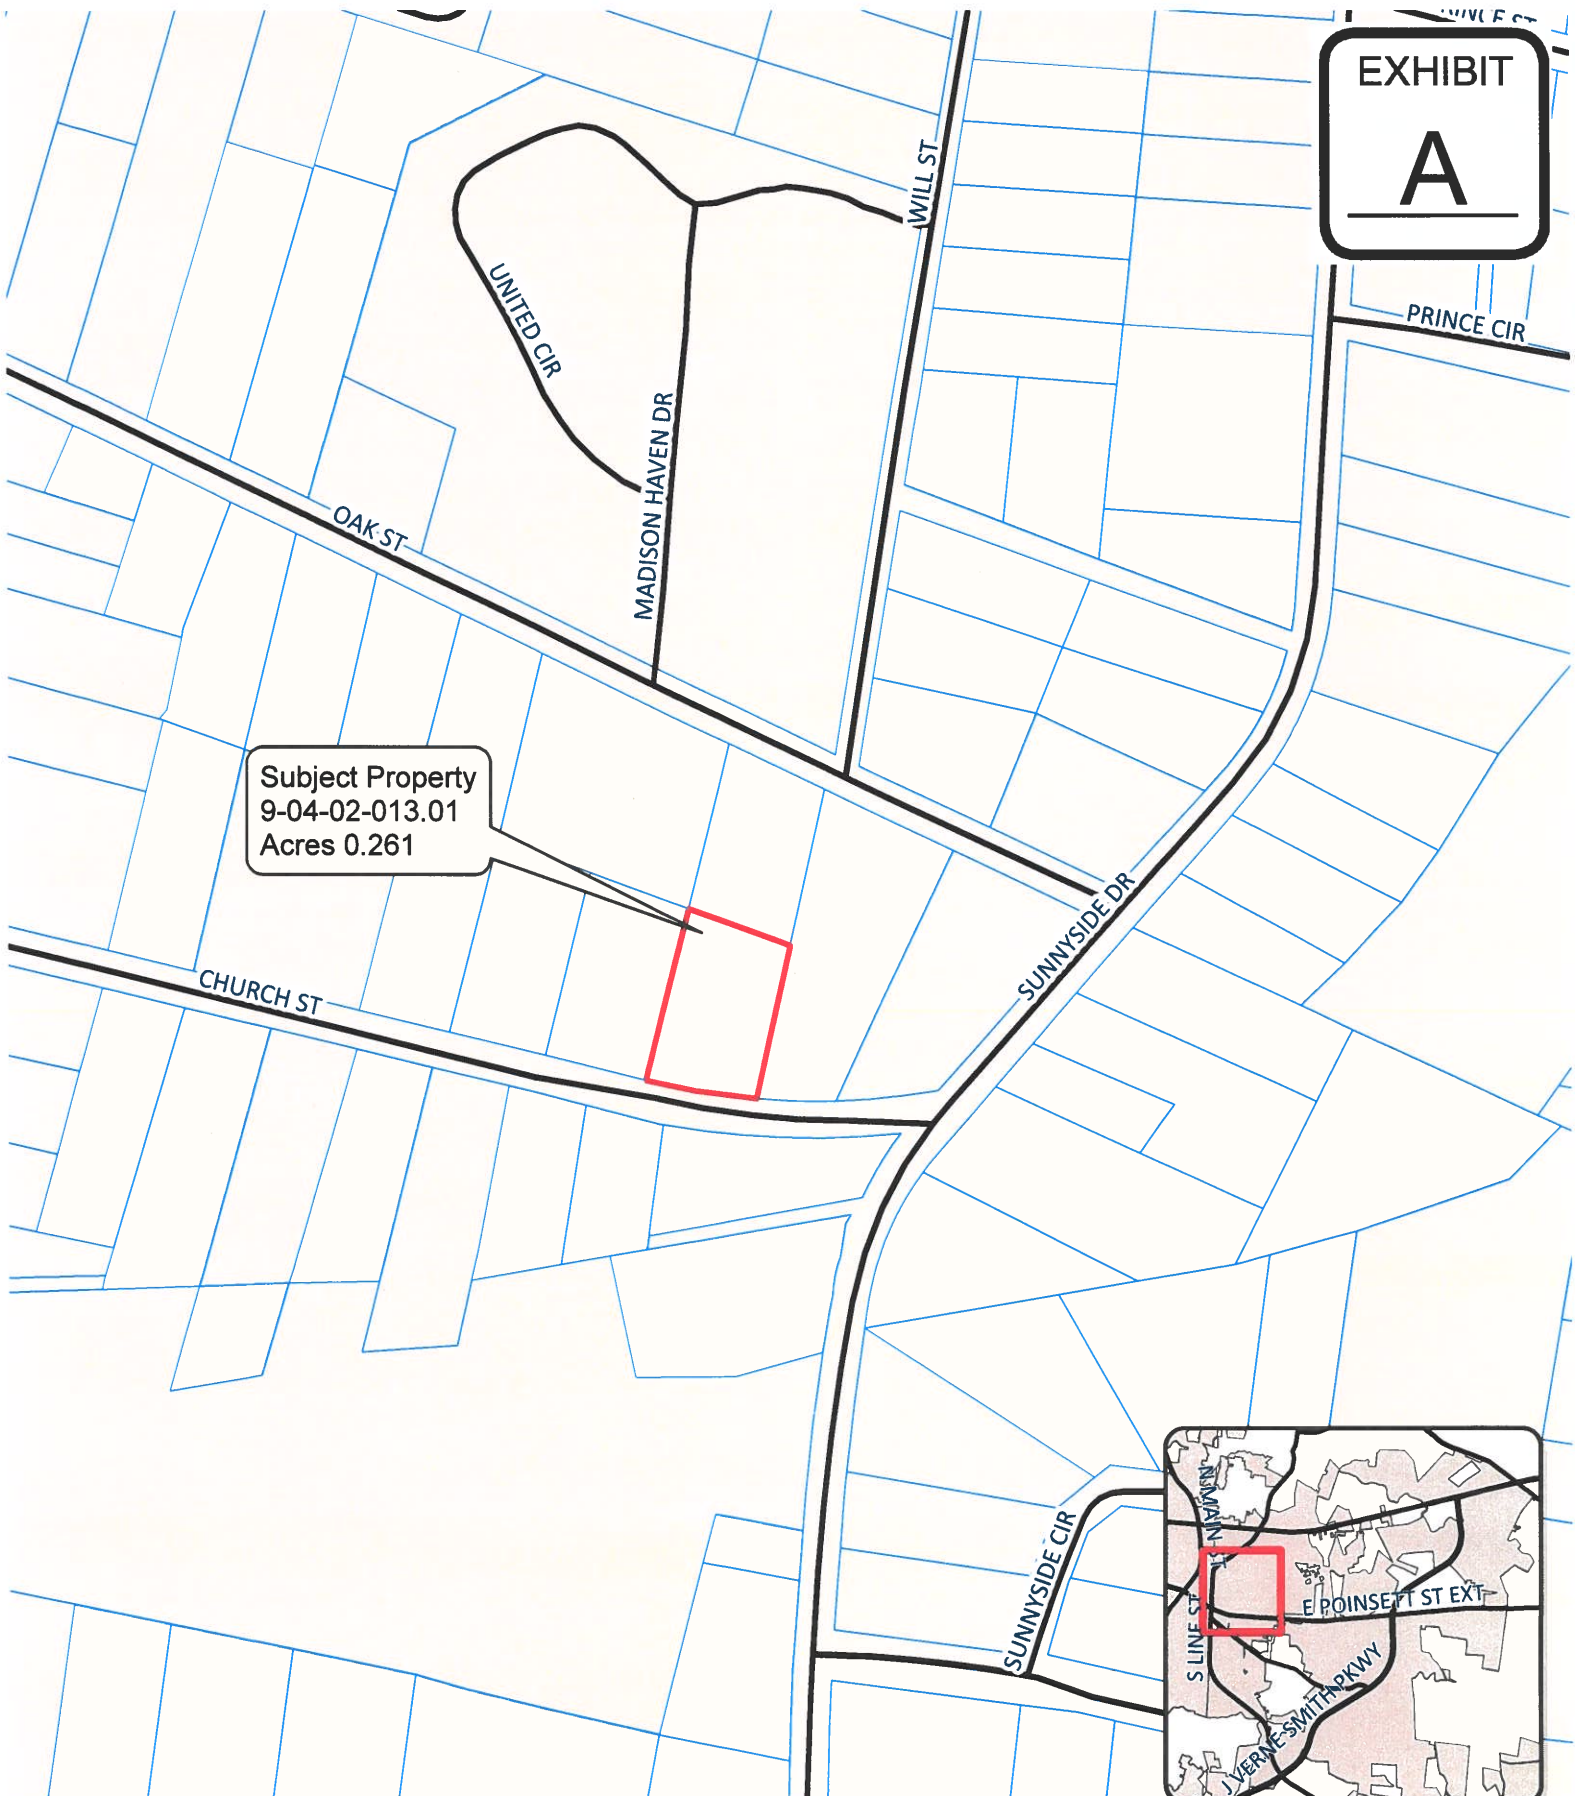 EXHIBIT
A
WILL ST
PRINCE CIR
UNITED CIR
MADISON HAVEN DR
OAK ST
Subject Property
9-04-02-013.01
Acres 0.261
SUNNYSIDE DR
CHURCH ST
SUNNYSIDE CIR
N MAIN ST
E POINSETT ST EXT
S LINE ST
J VERNE SMITH PKWY